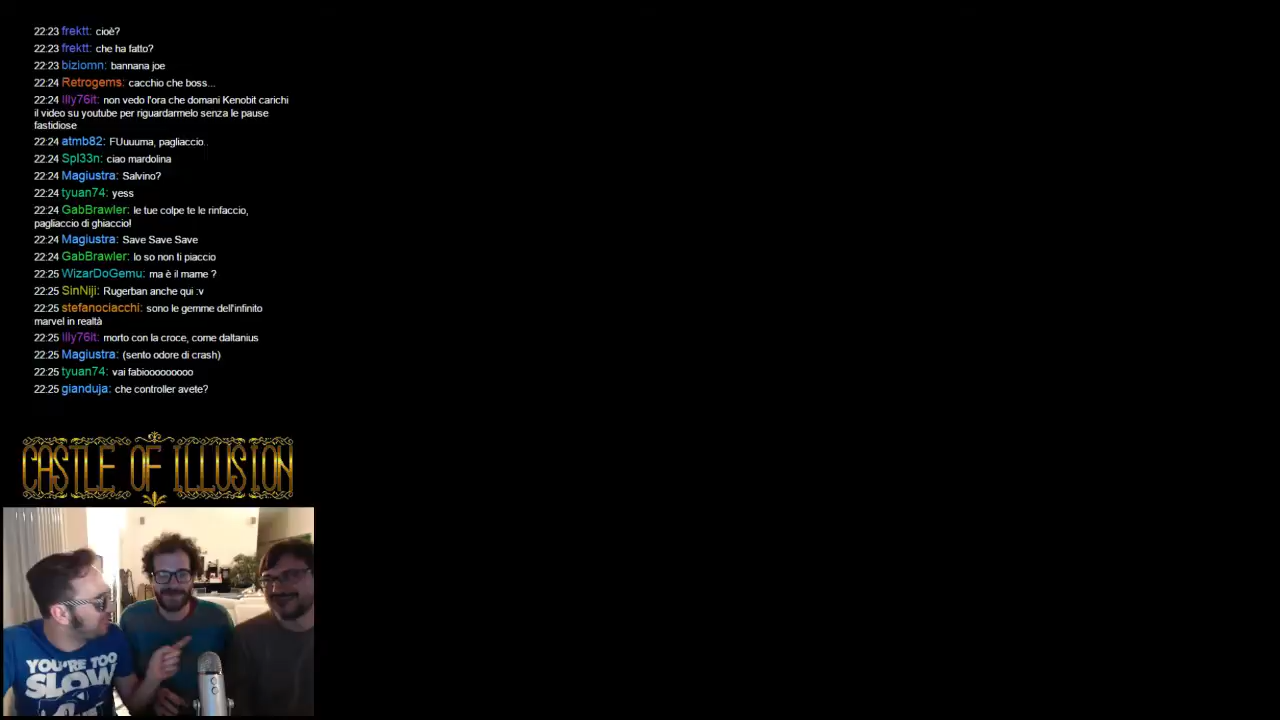 22:23 frektt: cioè?
22:23 frektt: che ha fatto?
22:23 biziomn: bannana joe
22:24 Retrogems: cacchio che boss...
22:24 Illy76it: non vedo l'ora che domani Kenobit carichi
il video su youtube per riguardarmelo senza le pause
fastidiose
22:24 atmb82: FUuuuma, pagliaccio..
22:24 Spl33n: ciao mardolina
22:24 Magiustra: Salvino?
22:24 tyuan74: yess
22:24 GabBrawler: le tue colpe te le rinfaccio,
pagliaccio di ghiaccio!
22:24 Magiustra: Save Save Save
22:24 GabBrawler: lo so non ti piaccio
22:25 WizarDoGemu: ma è il mame ?
22:25 SinNiji: Rugerban anche qui :v
22:25 stefanociacchi: sono le gemme dell'infinito
marvel in realtà
22:25 Illy76it: morto con la croce, come daltanius
22:25 Magiustra: (sento odore di crash)
22:25 tyuan74: vai fabiooooooooo
22:25 gianduja: che controller avete?
CASTLE OF ILLUSION
YOU'RE TOO
SLOW